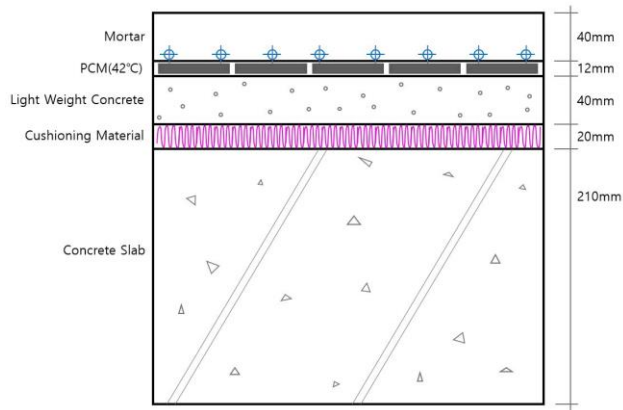 Mortar
40mm
PCM(42℃)
12mm
Light Weight Concrete
40mm
Cushioning Material
20mm
210mm
Concrete Slab